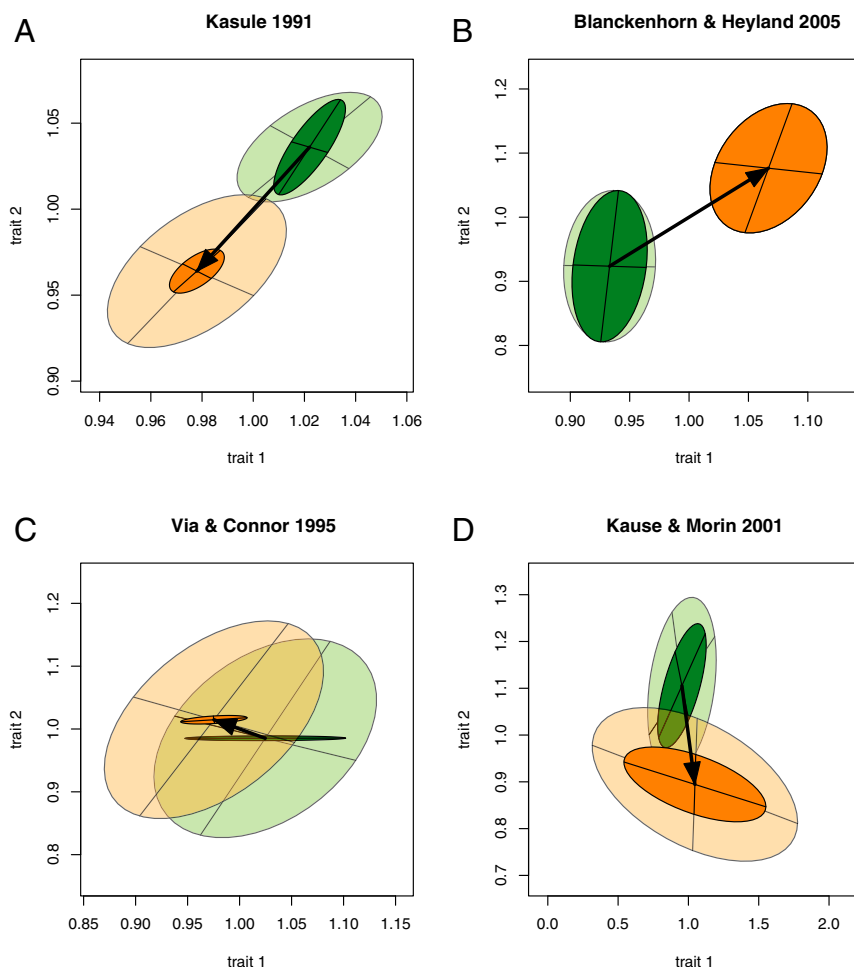 A
Kasule 1991
trait 2
0.90 0.95 1.00 1.05
0.94 0.96 0.98 1.00 1.02 1.04 1.06
trait 1
B
Blanckenhorn & Heyland 2005
trait 2
0.8 0.9 1.0 1.1 1.2
0.90 0.95 1.00 1.05 1.10
trait 1
C
Via & Connor 1995
trait 2
0.8 0.9 1.0 1.1 1.2
0.85 0.90 0.95 1.00 1.05 1.10 1.15
trait 1
D
Kause & Morin 2001
trait 2
0.7 0.8 0.9 1.0 1.1 1.2 1.3
0.0 0.5 1.0 1.5 2.0
trait 1